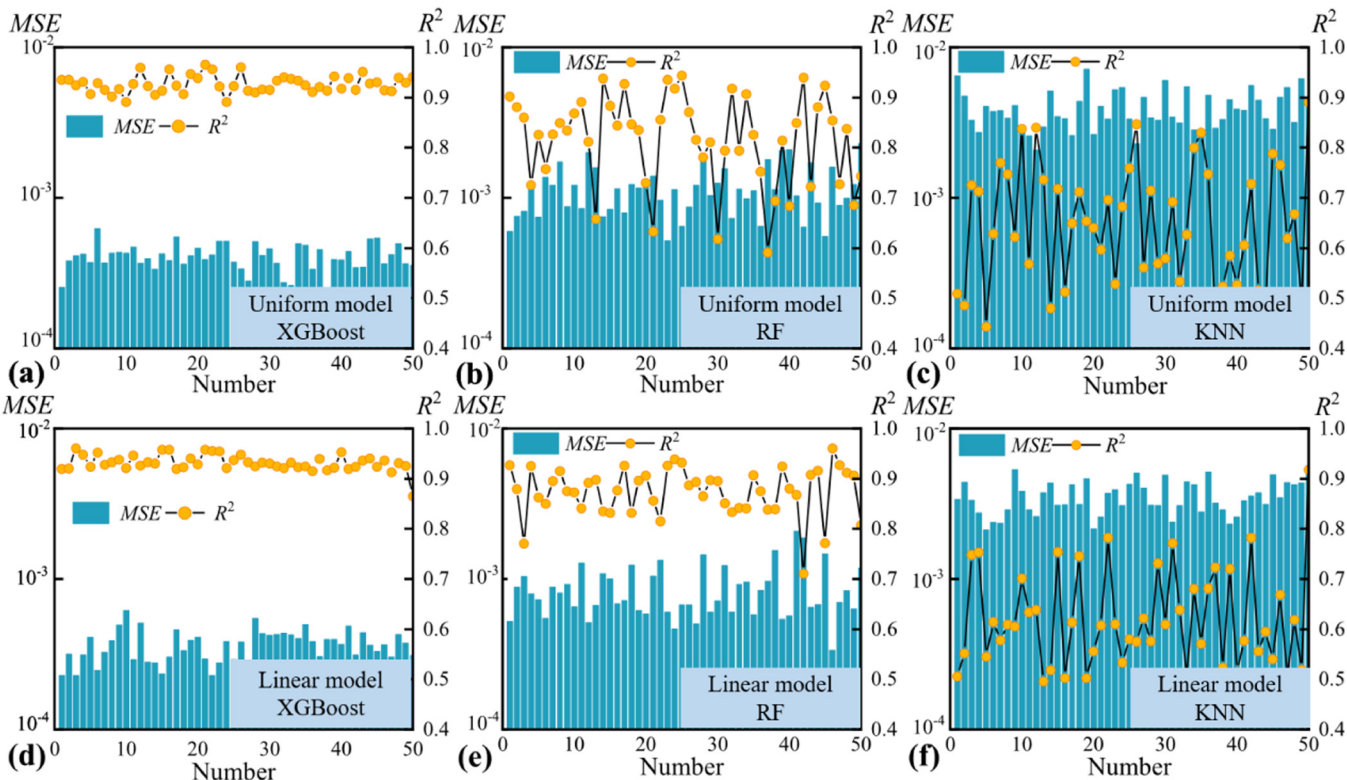 MSE R² MSE R² MSE R²
10⁻² 1.0 10⁻² 1.0 10⁻² 1.0
MSE R² MSE R²
0.9 0.9 0.9
MSE R²
0.8 0.8 0.8
10⁻³ 0.7 10⁻³ 0.7 10⁻³ 0.7
0.6 0.6 0.6
Uniform model 0.5 Uniform model 0.5 Uniform model 0.5
XGBoost RF KNN
10⁻⁴ 0.4 10⁻⁴ 0.4 10⁻⁴ 0.4
0 10 20 30 40 50 0 10 20 30 40 50 0 10 20 30 40 50
(a) Number (b) Number (c) Number
MSE R² MSE R² MSE R²
10⁻² 1.0 10⁻² 1.0 10⁻² 1.0
MSE R² MSE R²
0.9 0.9 0.9
MSE R²
0.8 0.8 0.8
10⁻³ 0.7 10⁻³ 0.7 10⁻³ 0.7
0.6 0.6 0.6
Linear model 0.5 Linear model 0.5 Linear model 0.5
XGBoost RF KNN
10⁻⁴ 0.4 10⁻⁴ 0.4 10⁻⁴ 0.4
0 10 20 30 40 50 0 10 20 30 40 50 0 10 20 30 40 50
(d) Number (e) Number (f) Number